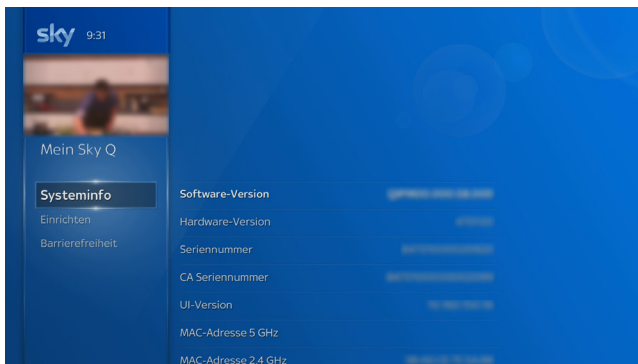 sky 9:31
Mein Sky Q
Systeminfo
Einrichten
Barrierefreiheit
Software-Version
Hardware-Version
Seriennummer
CA Seriennummer
UI-Version
MAC-Adresse 5 GHz
MAC-Adresse 2.4 GHz